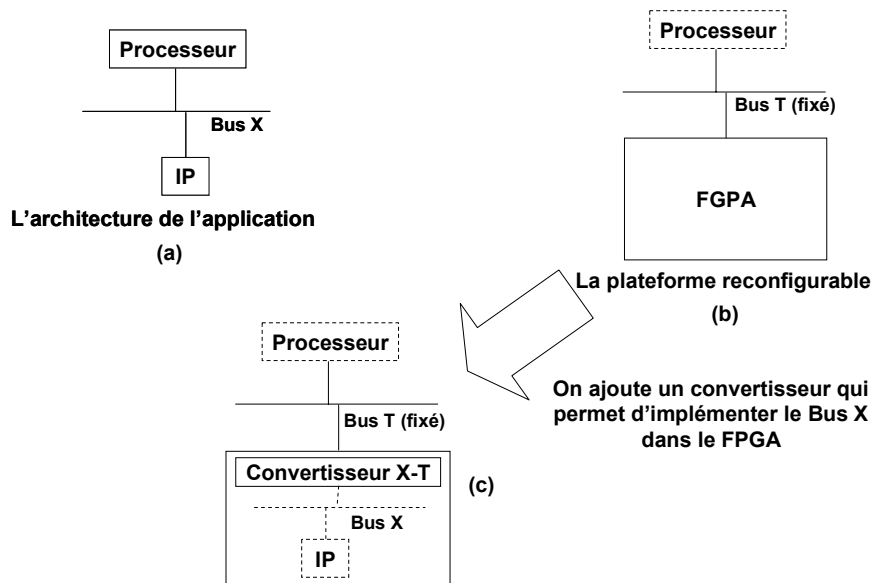 Processeur
Bus X
IP
L'architecture de l'application
(a)
Processeur
Bus T (fixé)
FGPA
La plateforme reconfigurable
(b)
Processeur
Bus T (fixé)
Convertisseur X-T
Bus X
IP
(c)
On ajoute un convertisseur qui
permet d'implémenter le Bus X
dans le FPGA